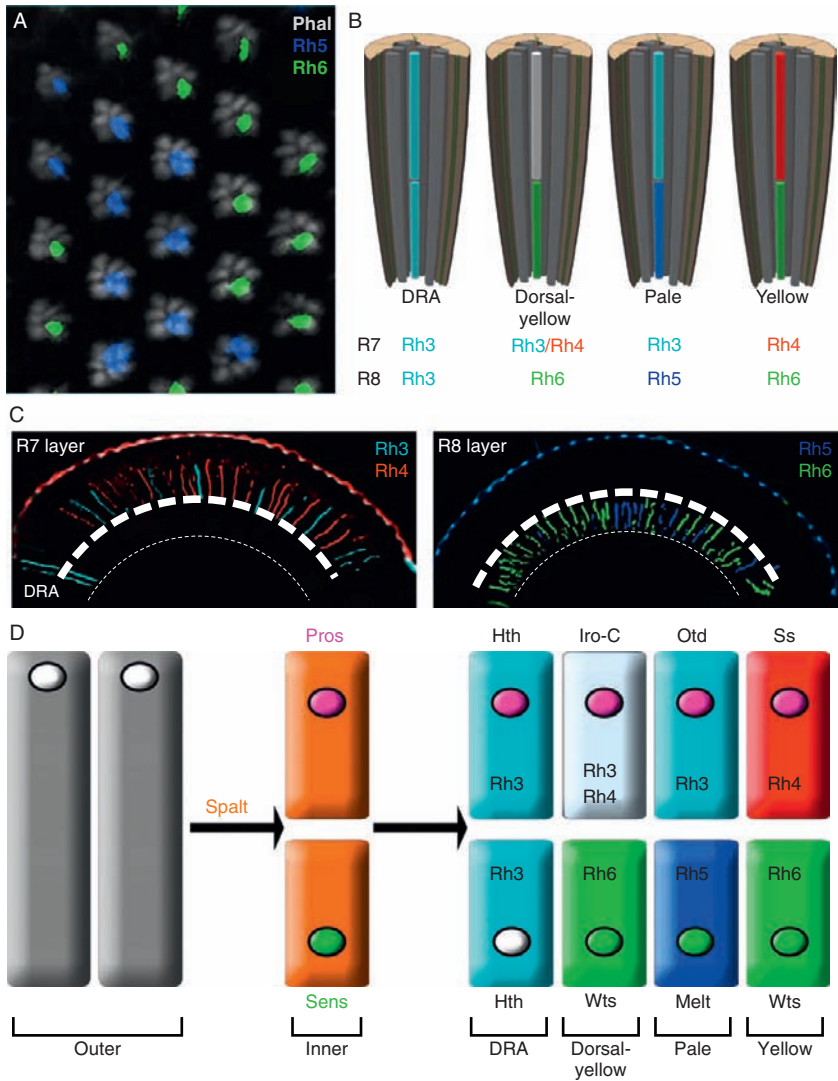 A
Phal
Rh5
Rh6
B
DRA
Dorsal-
yellow
Pale
Yellow
R7 Rh3 Rh3/Rh4 Rh3 Rh4
R8 Rh3 Rh6 Rh5 Rh6
C
R7 layer
Rh3
Rh4
DRA
R8 layer
Rh5
Rh6
D
Pros
Hth Iro-C Otd Ss
Rh3
Rh3
Rh4
Rh3
Rh4
Spalt
Rh3 Rh6 Rh5 Rh6
Sens
Hth Wts Melt Wts
Outer
Inner
DRA
Dorsal-
yellow
Pale
Yellow